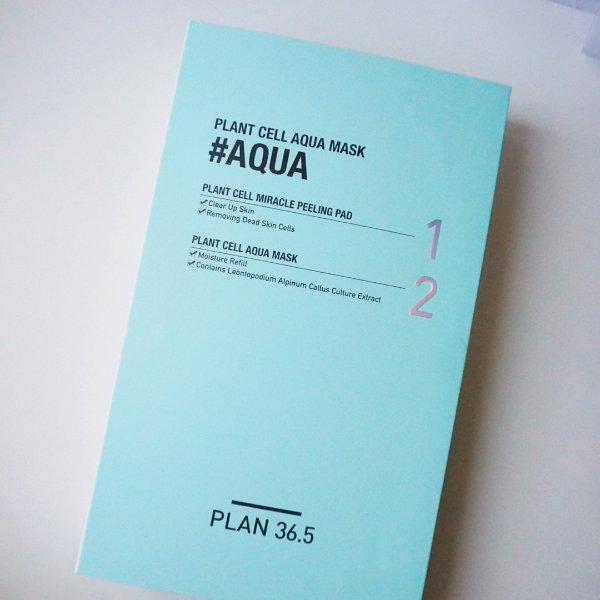 PLANT CELL AQUA MASK
#AQUA
PLANT CELL MIRACLE PEELING PAD
Clear Up Skin
Removing Dead Skin Cells
1
PLANT CELL AQUA MASK
Moisture Refill
Contains Leontopodium Alpinum Callus Culture Extract
2
PLAN 36.5